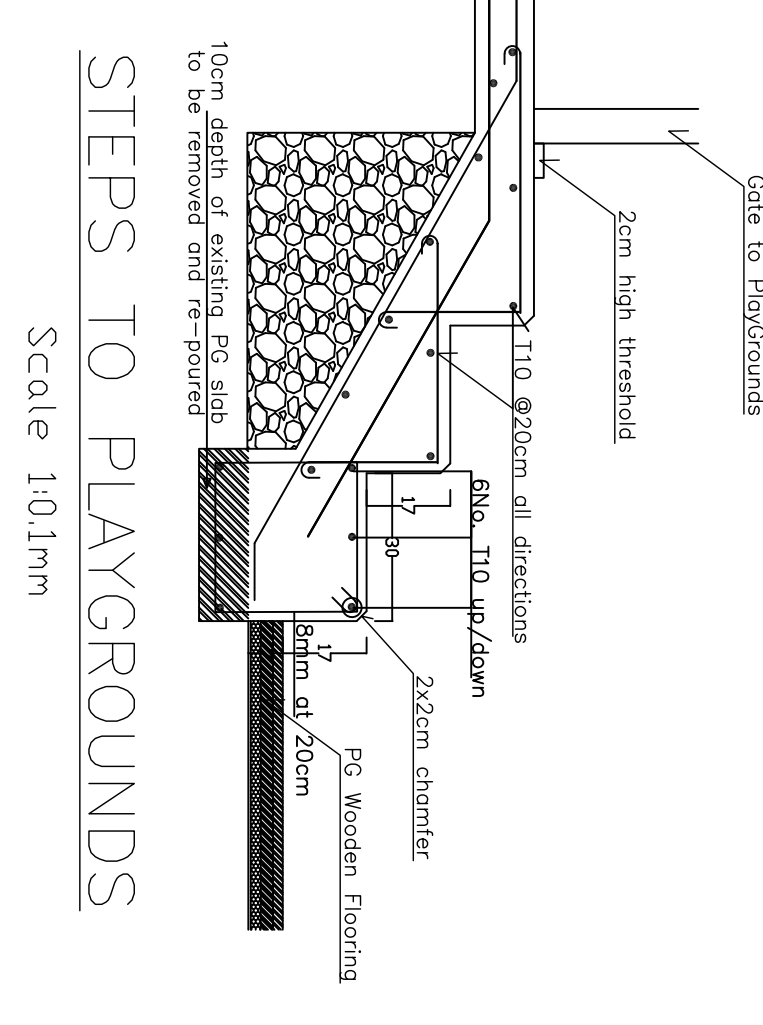 Gate to PlayGrounds
2cm high threshold
T10 @20cm all directions
6No. T10 up/down
17
30
17
2x2cm chamfer
8mm at 20cm
PG Wooden Flooring
10cm depth of existing PG slab
to be removed and re-poured
STEPS TO PLAYGROUNDS
Scale 1:0.1mm